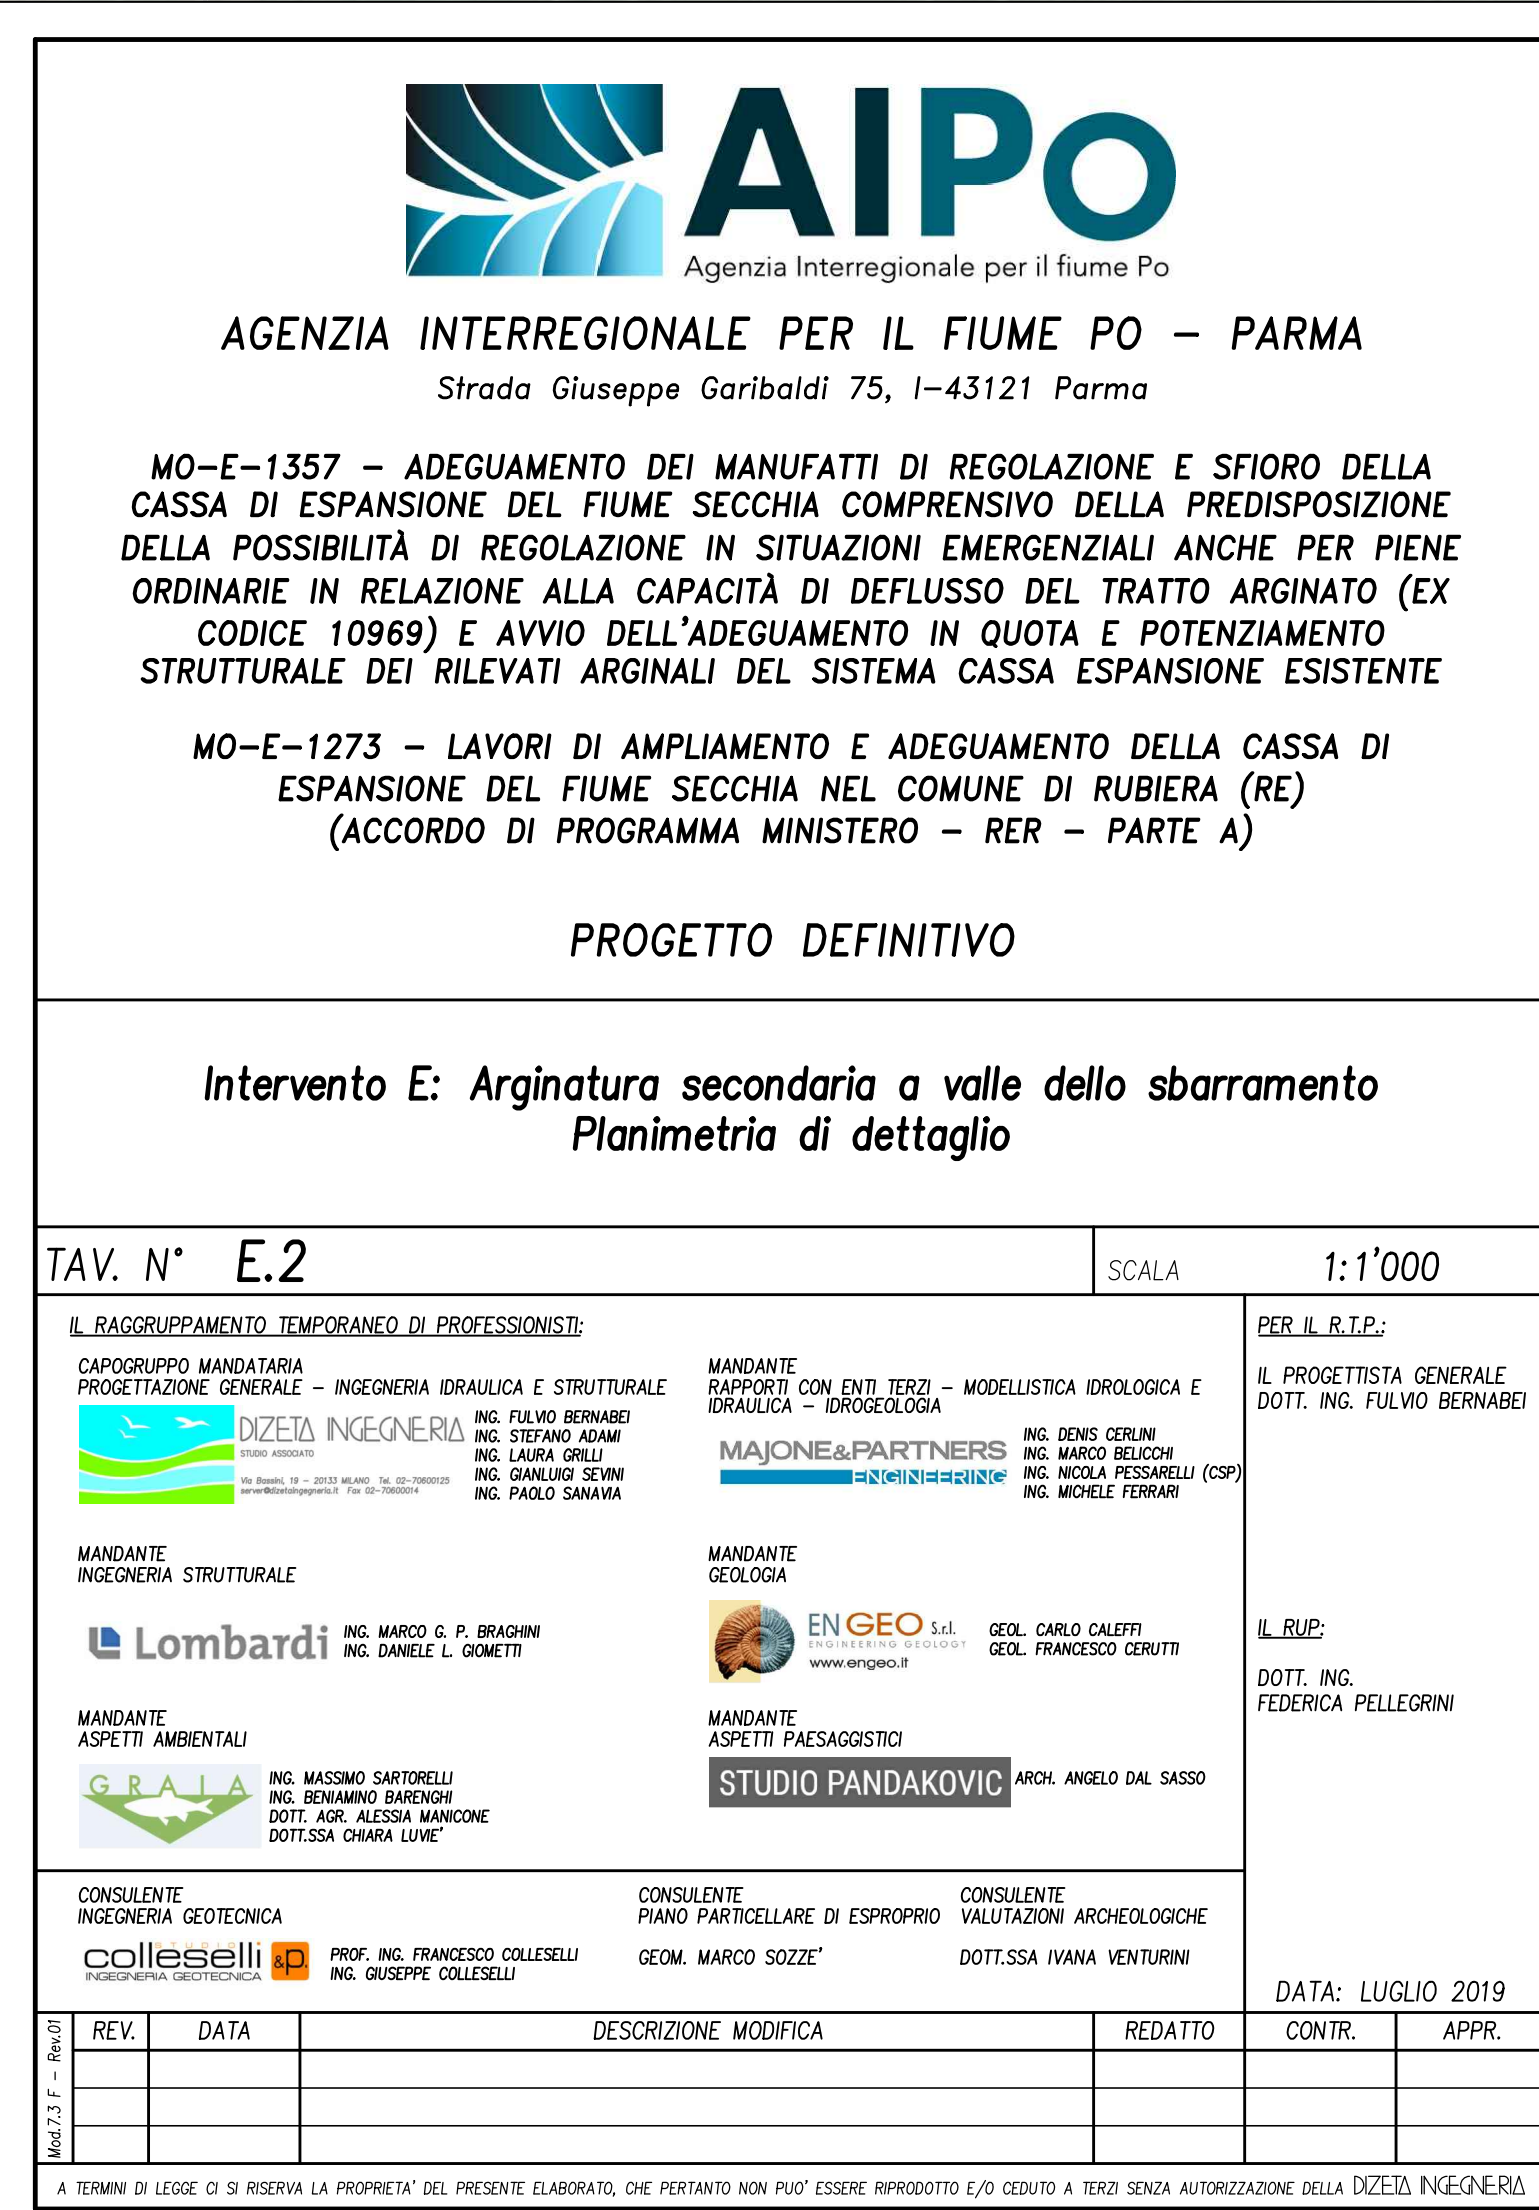 AIPo
Agenzia Interregionale per il fiume Po
AGENZIA INTERREGIONALE PER IL FIUME PO – PARMA
Strada Giuseppe Garibaldi 75, I–43121 Parma
MO–E–1357 – ADEGUAMENTO DEI MANUFATTI DI REGOLAZIONE E SFIORO DELLA
CASSA DI ESPANSIONE DEL FIUME SECCHIA COMPRENSIVO DELLA PREDISPOSIZIONE
DELLA POSSIBILITÀ DI REGOLAZIONE IN SITUAZIONI EMERGENZIALI ANCHE PER PIENE
ORDINARIE IN RELAZIONE ALLA CAPACITÀ DI DEFLUSSO DEL TRATTO ARGINATO (EX
CODICE 10969) E AVVIO DELL'ADEGUAMENTO IN QUOTA E POTENZIAMENTO
STRUTTURALE DEI RILEVATI ARGINALI DEL SISTEMA CASSA ESPANSIONE ESISTENTE
MO–E–1273 – LAVORI DI AMPLIAMENTO E ADEGUAMENTO DELLA CASSA DI
ESPANSIONE DEL FIUME SECCHIA NEL COMUNE DI RUBIERA (RE)
(ACCORDO DI PROGRAMMA MINISTERO – RER – PARTE A)
PROGETTO DEFINITIVO
Intervento E: Arginatura secondaria a valle dello sbarramento
Planimetria di dettaglio
TAV. N° E.2
SCALA 1:1'000
IL RAGGRUPPAMENTO TEMPORANEO DI PROFESSIONISTI:
CAPOGRUPPO MANDATARIA
PROGETTAZIONE GENERALE – INGEGNERIA IDRAULICA E STRUTTURALE
DIZETA INGEGNERIA
STUDIO ASSOCIATO
Via Bassini, 19 – 20133 MILANO Tel. 02–70600125
server@dizetaingegneria.it Fax 02–70600014
ING. FULVIO BERNABEI
ING. STEFANO ADAMI
ING. LAURA GRILLI
ING. GIANLUIGI SEVINI
ING. PAOLO SANAVIA
MANDANTE
RAPPORTI CON ENTI TERZI – MODELLISTICA IDROLOGICA E
IDRAULICA – IDROGEOLOGIA
MAJONE&PARTNERS
ENGINEERING
ING. DENIS CERLINI
ING. MARCO BELICCHI
ING. NICOLA PESSARELLI (CSP)
ING. MICHELE FERRARI
PER IL R.T.P.:
IL PROGETTISTA GENERALE
DOTT. ING. FULVIO BERNABEI
MANDANTE
INGEGNERIA STRUTTURALE
Lombardi
ING. MARCO G. P. BRAGHINI
ING. DANIELE L. GIOMETTI
MANDANTE
GEOLOGIA
ENGEO S.r.l.
ENGINEERING GEOLOGY
www.engeo.it
GEOL. CARLO CALEFFI
GEOL. FRANCESCO CERUTTI
IL RUP:
DOTT. ING.
FEDERICA PELLEGRINI
MANDANTE
ASPETTI AMBIENTALI
GRAIA
ING. MASSIMO SARTORELLI
ING. BENIAMINO BARENGHI
DOTT. AGR. ALESSIA MANICONE
DOTT.SSA CHIARA LUVIE'
MANDANTE
ASPETTI PAESAGGISTICI
STUDIO PANDAKOVIC
ARCH. ANGELO DAL SASSO
CONSULENTE
INGEGNERIA GEOTECNICA
STUDIO
colleselli &p.
INGEGNERIA GEOTECNICA
PROF. ING. FRANCESCO COLLESELLI
ING. GIUSEPPE COLLESELLI
CONSULENTE
PIANO PARTICELLARE DI ESPROPRIO
GEOM. MARCO SOZZE'
CONSULENTE
VALUTAZIONI ARCHEOLOGICHE
DOTT.SSA IVANA VENTURINI
DATA: LUGLIO 2019
Mod.7.3 F – Rev.01
REV. DATA DESCRIZIONE MODIFICA REDATTO CONTR. APPR.
A TERMINI DI LEGGE CI SI RISERVA LA PROPRIETA' DEL PRESENTE ELABORATO, CHE PERTANTO NON PUO' ESSERE RIPRODOTTO E/O CEDUTO A TERZI SENZA AUTORIZZAZIONE DELLA DIZETA INGEGNERIA